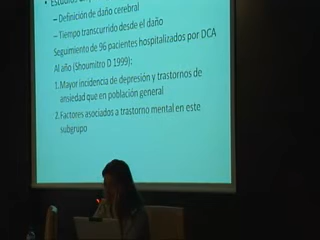 • Estudios
– Definición de daño cerebral
– Tiempo transcurrido desde el daño
Seguimiento de 96 pacientes hospitalizados por DCA
Al año (Shoumitro D 1999):
1.Mayor incidencia de depresión y trastornos de
ansiedad que en población general
2.Factores asociados a trastorno mental en este
subgrupo